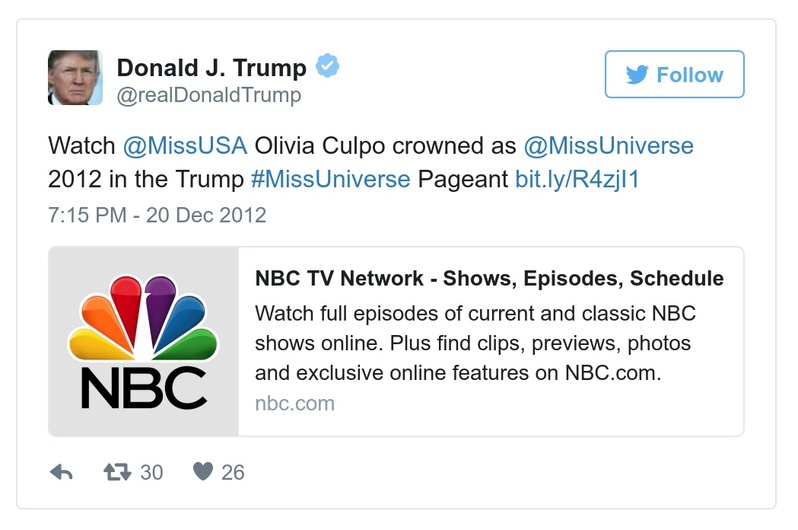 Donald J. Trump
@realDonaldTrump
Follow
Watch @MissUSA Olivia Culpo crowned as @MissUniverse
2012 in the Trump #MissUniverse Pageant bit.ly/R4zjI1
7:15 PM - 20 Dec 2012
NBC
NBC TV Network - Shows, Episodes, Schedule
Watch full episodes of current and classic NBC
shows online. Plus find clips, previews, photos
and exclusive online features on NBC.com.
nbc.com
30 26